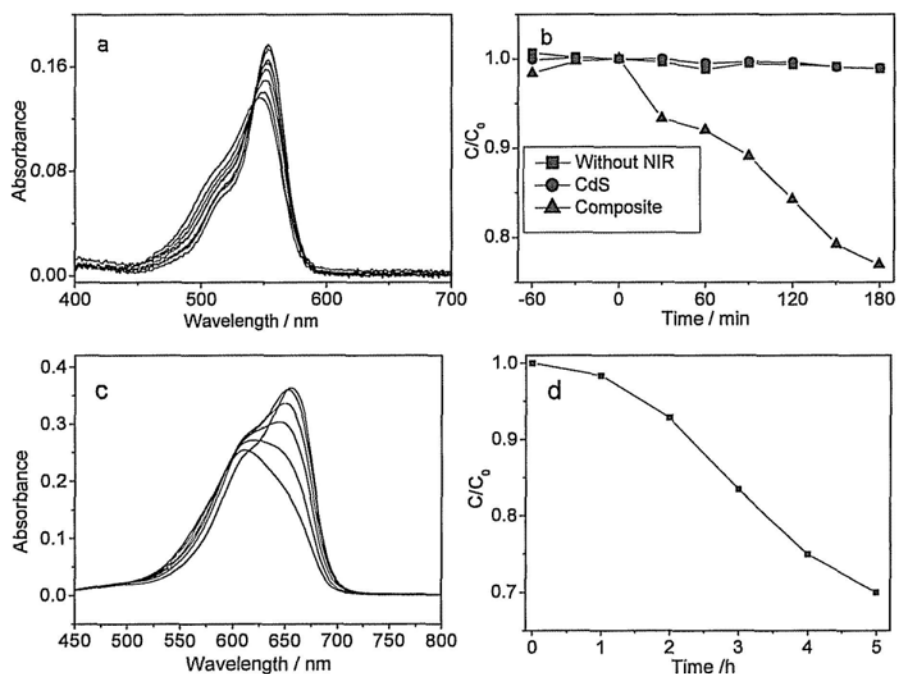 a
0.16
0.08
0.00
Absorbance
400
500
600
700
Wavelength / nm
b
1.0
0.9
0.8
C/C0
Without NIR
CdS
Composite
-60
0
60
120
180
Time / min
c
0.4
0.3
0.2
0.1
0.0
Absorbance
450
500
550
600
650
700
750
800
Wavelength / nm
d
1.0
0.9
0.8
0.7
C/C0
0
1
2
3
4
5
Time /h